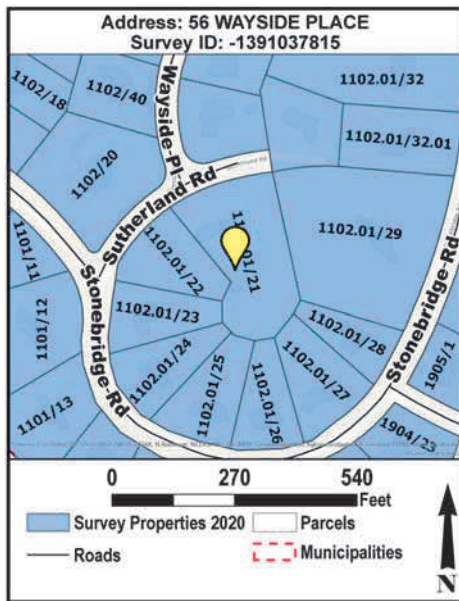 Address: 56 WAYSIDE PLACE
Survey ID: -1391037815
1102/18
1102/40
Wayside-Pl
1102.01/32
1102.01/32.01
1102/20
Sutherland-Rd
1101/11
1102.01/22
1102.01/29
Stonebridge-Rd
1101/12
1102.01/23
1102.01/28
Stonebridge-Rd
1905/1
1102.01/24
1102.01/27
1101/13
1102.01/25
1102.01/26
1904/23
0 270 540
Feet
Survey Properties 2020
Parcels
Roads
Municipalities
N